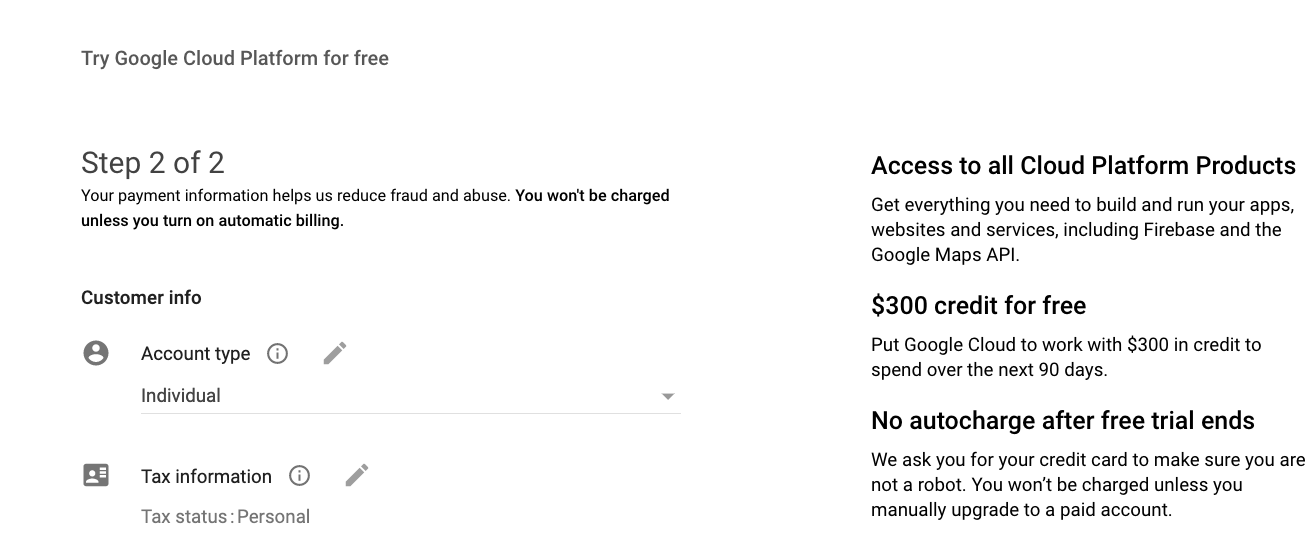 Try Google Cloud Platform for free
Step 2 of 2
Your payment information helps us reduce fraud and abuse. You won't be charged
unless you turn on automatic billing.
Customer info
Account type
Individual
Tax information
Tax status: Personal
Access to all Cloud Platform Products
Get everything you need to build and run your apps,
websites and services, including Firebase and the
Google Maps API.
$300 credit for free
Put Google Cloud to work with $300 in credit to
spend over the next 90 days.
No autocharge after free trial ends
We ask you for your credit card to make sure you are
not a robot. You won’t be charged unless you
manually upgrade to a paid account.